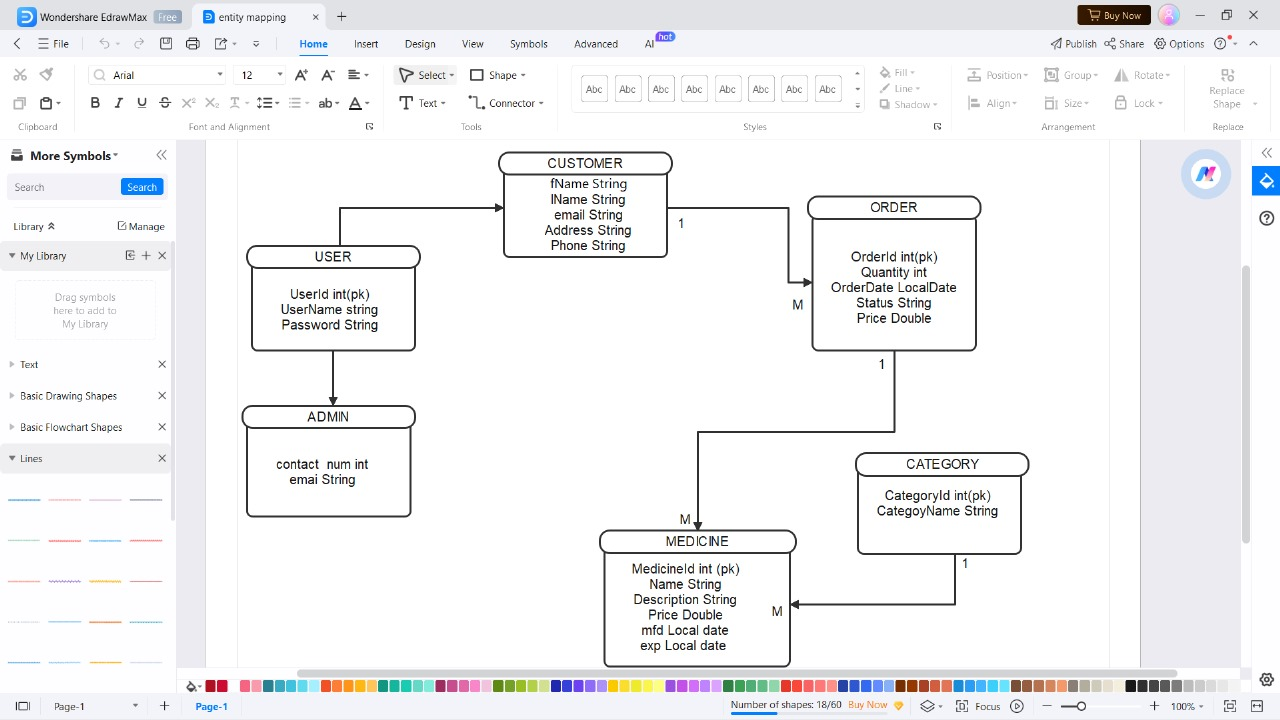 Wondershare EdrawMax Free
entity mapping
Buy Now
File
Home
Insert
Design
View
Symbols
Advanced
AI
hot
Publish
Share
Options
Arial
12
Select
Shape
Text
Connector
Abc Abc Abc Abc Abc Abc Abc Abc
Fill
Line
Shadow
Position
Group
Rotate
Align
Size
Lock
Replace
Shape
Clipboard
Font and Alignment
Tools
Styles
Arrangement
Replace
More Symbols
Search
Search
Library
Manage
My Library
Drag symbols
here to add to
My Library
Text
Basic Drawing Shapes
Basic Flowchart Shapes
Lines
CUSTOMER
fName String
lName String
email String
Address String
Phone String
1
ORDER
OrderId int(pk)
Quantity int
OrderDate LocalDate
Status String
Price Double
M
1
USER
UserId int(pk)
UserName string
Password String
ADMIN
contact_num int
emai String
CATEGORY
CategoryId int(pk)
CategoyName String
1
M
MEDICINE
MedicineId int (pk)
Name String
Description String
Price Double
mfd Local date
exp Local date
M
Page-1
Page-1
Number of shapes: 18/60
Buy Now
Focus
100%